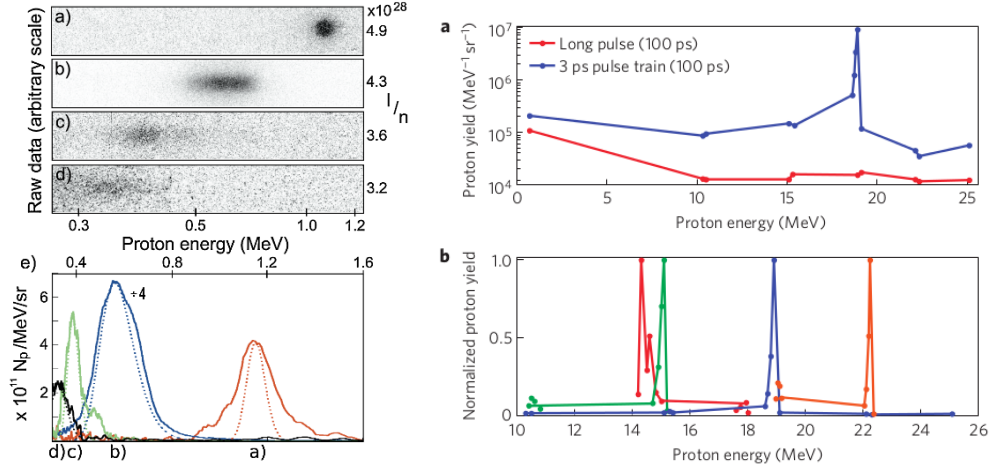 a)
x10²⁸
4.9
b)
4.3
I/n
c)
3.6
d)
3.2
Raw data (arbitrary scale)
0.3 0.5 1.0 1.2
Proton energy (MeV)
e)
0.4 0.8 1.2 1.6
÷4
6
4
2
x 10¹¹ Nₚ/MeV/sr
d) c) b) a)
a
10⁷
10⁶
10⁵
10⁴
Proton yield (MeV⁻¹ sr⁻¹)
Long pulse (100 ps)
3 ps pulse train (100 ps)
0 5 10 15 20 25
Proton energy (MeV)
b
1.0
0.5
0
Normalized proton yield
10 12 14 16 18 20 22 24 26
Proton energy (MeV)